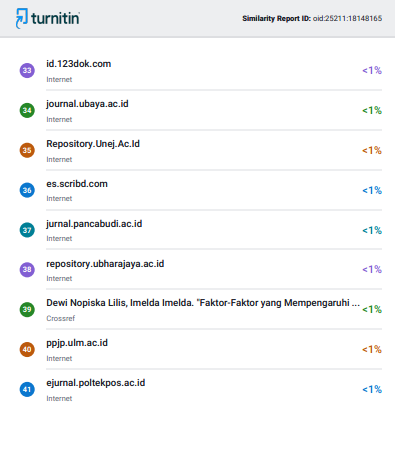 turnitin
Similarity Report ID: oid:25211:18148165
33
id.123dok.com
<1%
Internet
34
journal.ubaya.ac.id
<1%
Internet
35
Repository.Unej.Ac.Id
<1%
Internet
36
es.scribd.com
<1%
Internet
37
jurnal.pancabudi.ac.id
<1%
Internet
38
repository.ubharajaya.ac.id
<1%
Internet
39
Dewi Nopiska Lilis, Imelda Imelda. "Faktor-Faktor yang Mempengaruhi ...
<1%
Crossref
40
ppjp.ulm.ac.id
<1%
Internet
41
ejurnal.poltekpos.ac.id
<1%
Internet